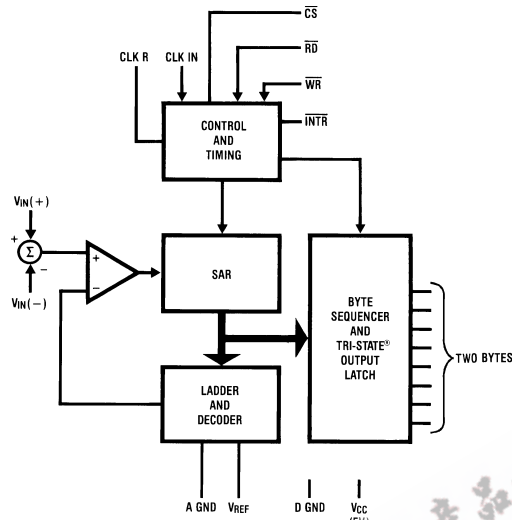 CS
RD
WR
INTR
CLK R
CLK IN
CONTROL
AND
TIMING
VIN(+)
+
Σ
−
VIN(−)
+
−
SAR
BYTE
SEQUENCER
AND
TRI-STATE®
OUTPUT
LATCH
TWO BYTES
LADDER
AND
DECODER
A GND
VREF
D GND
VCC
(5V)